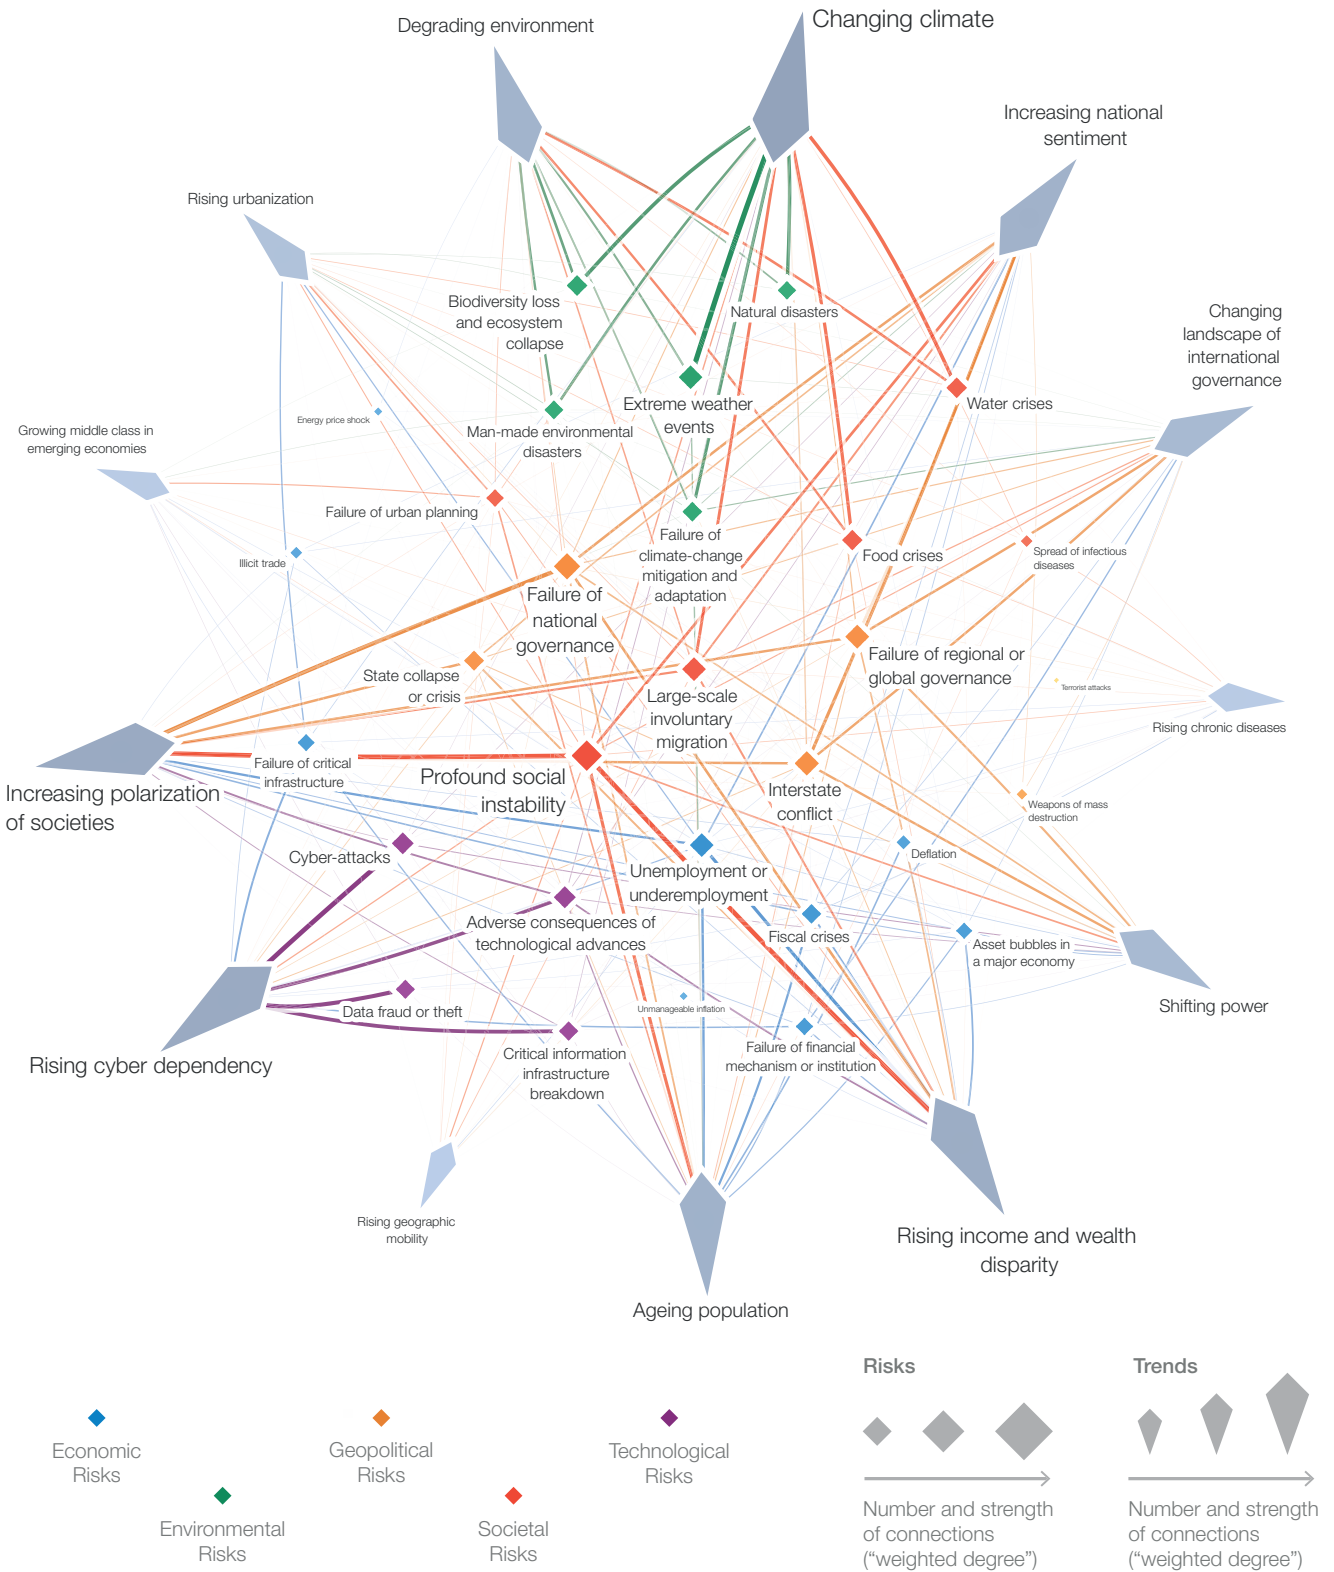 Changing climate
Degrading environment
Increasing national
sentiment
Rising urbanization
Changing
landscape of
international
governance
Biodiversity loss
and ecosystem
collapse
Natural disasters
Extreme weather
events
Water crises
Energy price shock
Man-made environmental
disasters
Growing middle class in
emerging economies
Failure of urban planning
Failure of
climate-change
mitigation and
adaptation
Food crises
Spread of infectious
diseases
Illicit trade
Failure of
national
governance
State collapse
or crisis
Large-scale
involuntary
migration
Failure of regional or
global governance
Terrorist attacks
Rising chronic diseases
Failure of critical
infrastructure
Increasing polarization
of societies
Profound social
instability
Interstate
conflict
Weapons of mass
destruction
Cyber-attacks
Unemployment or
underemployment
Deflation
Adverse consequences of
technological advances
Fiscal crises
Asset bubbles in
a major economy
Shifting power
Data fraud or theft
Unmanageable inflation
Rising cyber dependency
Critical information
infrastructure
breakdown
Failure of financial
mechanism or institution
Rising geographic
mobility
Rising income and wealth
disparity
Ageing population
Economic
Risks
Environmental
Risks
Geopolitical
Risks
Societal
Risks
Technological
Risks
Risks
Number and strength
of connections
(“weighted degree”)
Trends
Number and strength
of connections
(“weighted degree”)